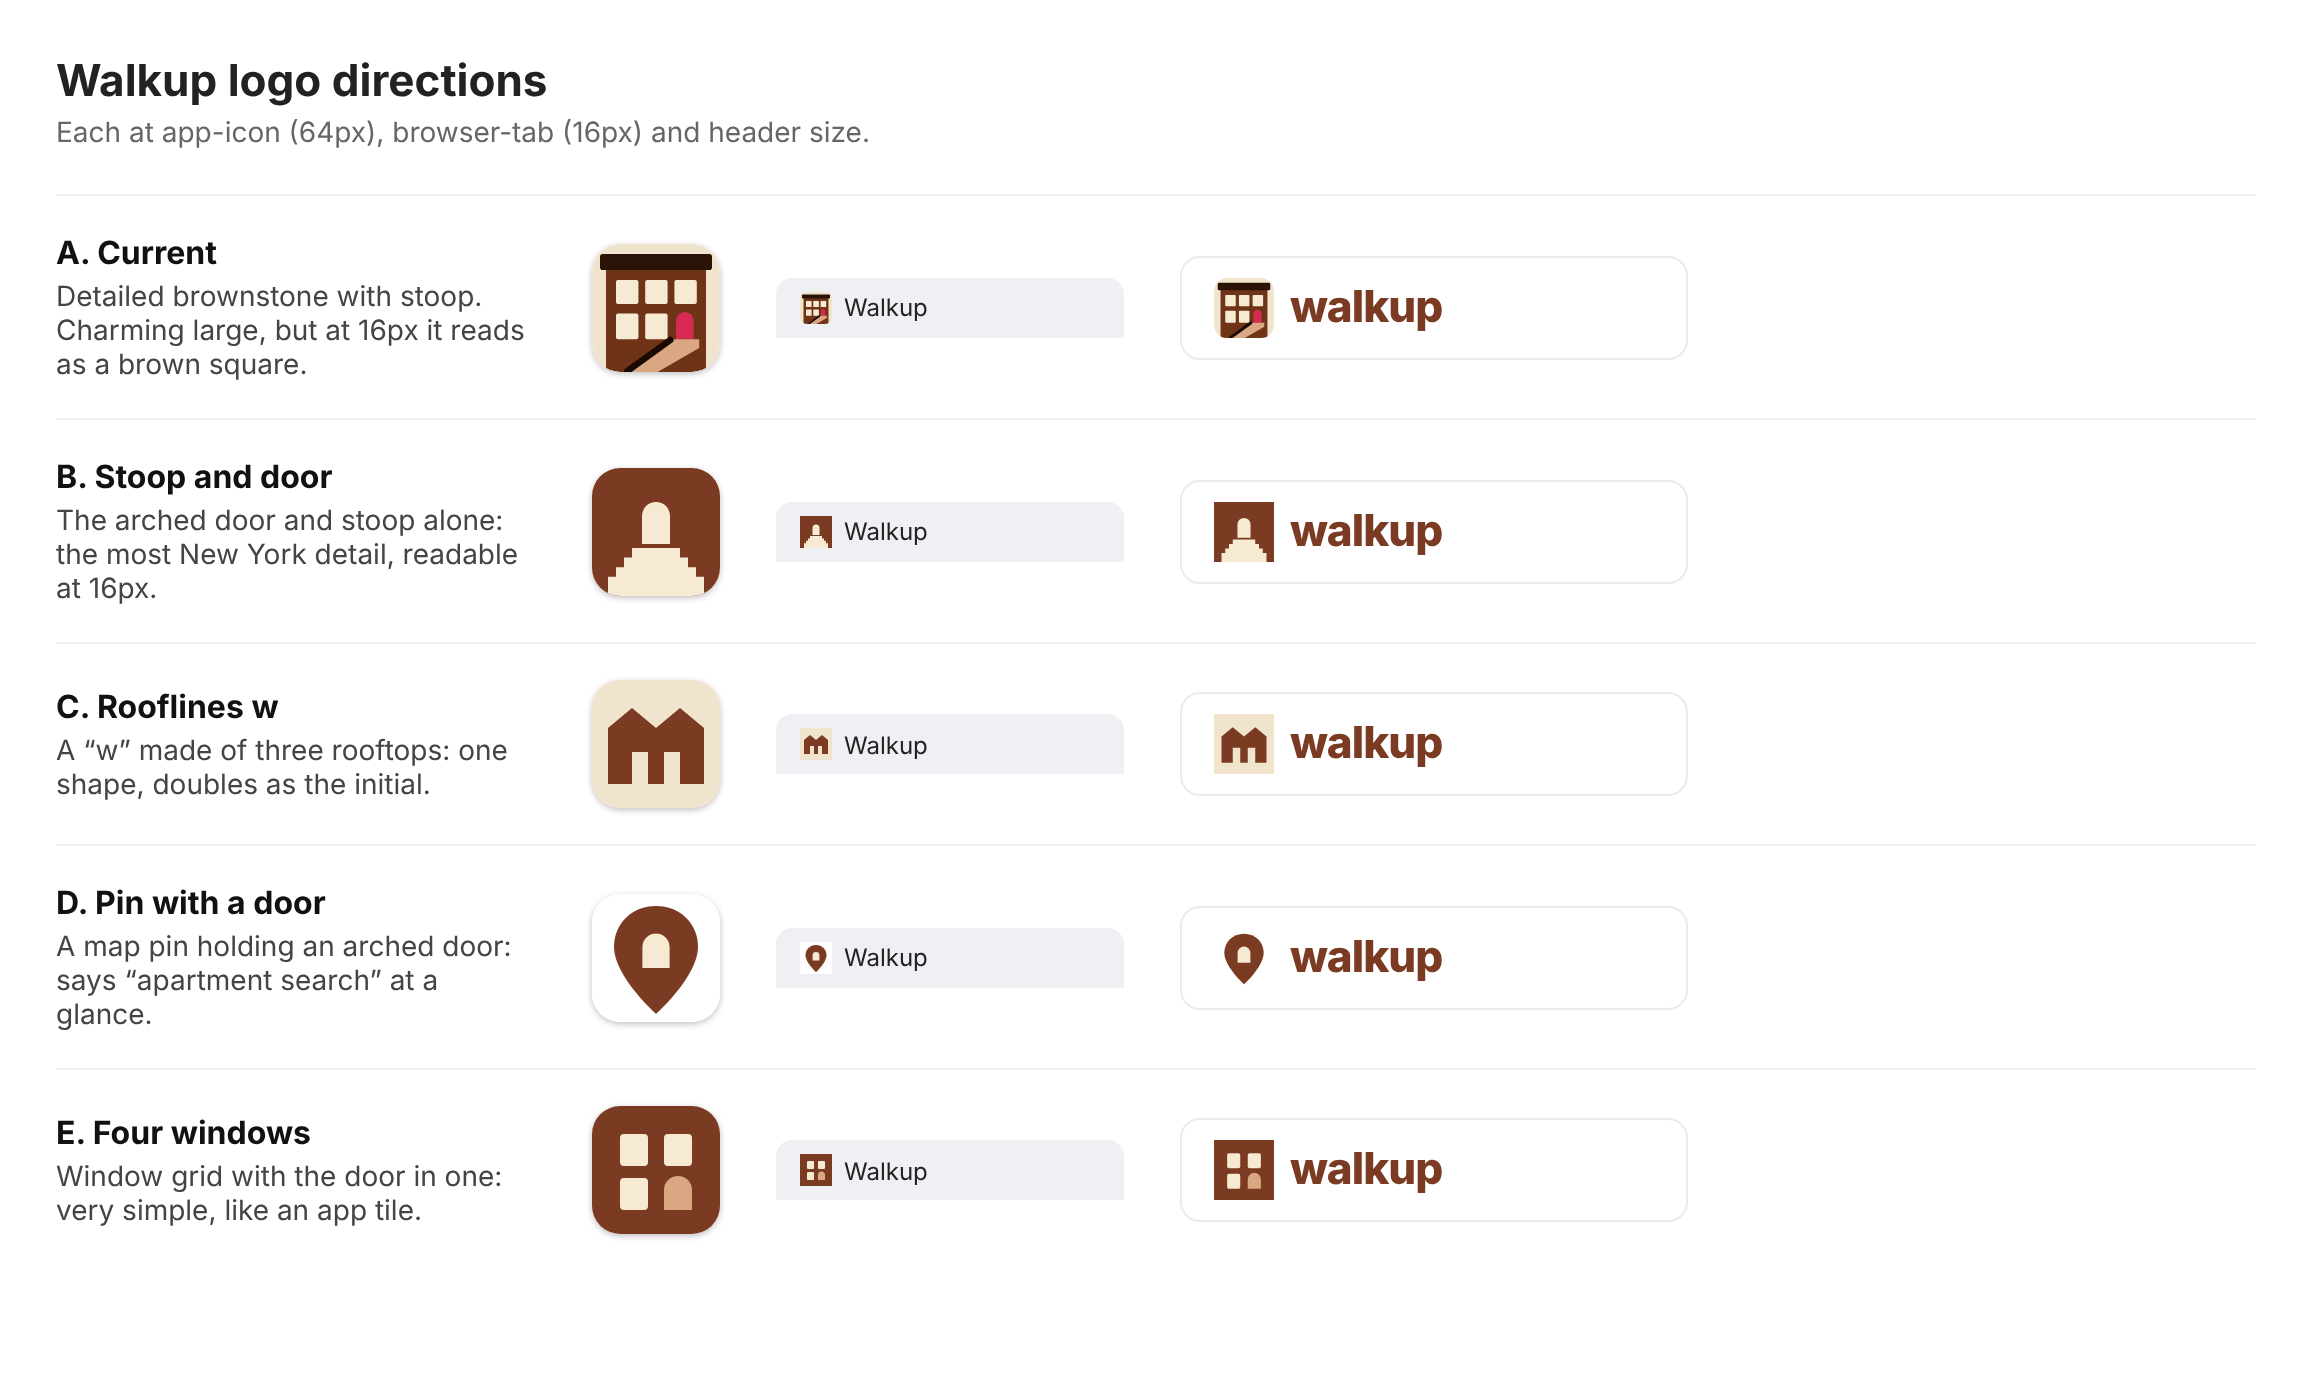 Walkup logo directions
Each at app-icon (64px), browser-tab (16px) and header size.
A. Current
Detailed brownstone with stoop.
Charming large, but at 16px it reads
as a brown square.
Walkup
walkup
B. Stoop and door
The arched door and stoop alone:
the most New York detail, readable
at 16px.
Walkup
walkup
C. Rooflines w
A “w” made of three rooftops: one
shape, doubles as the initial.
Walkup
walkup
D. Pin with a door
A map pin holding an arched door:
says “apartment search” at a
glance.
Walkup
walkup
E. Four windows
Window grid with the door in one:
very simple, like an app tile.
Walkup
walkup